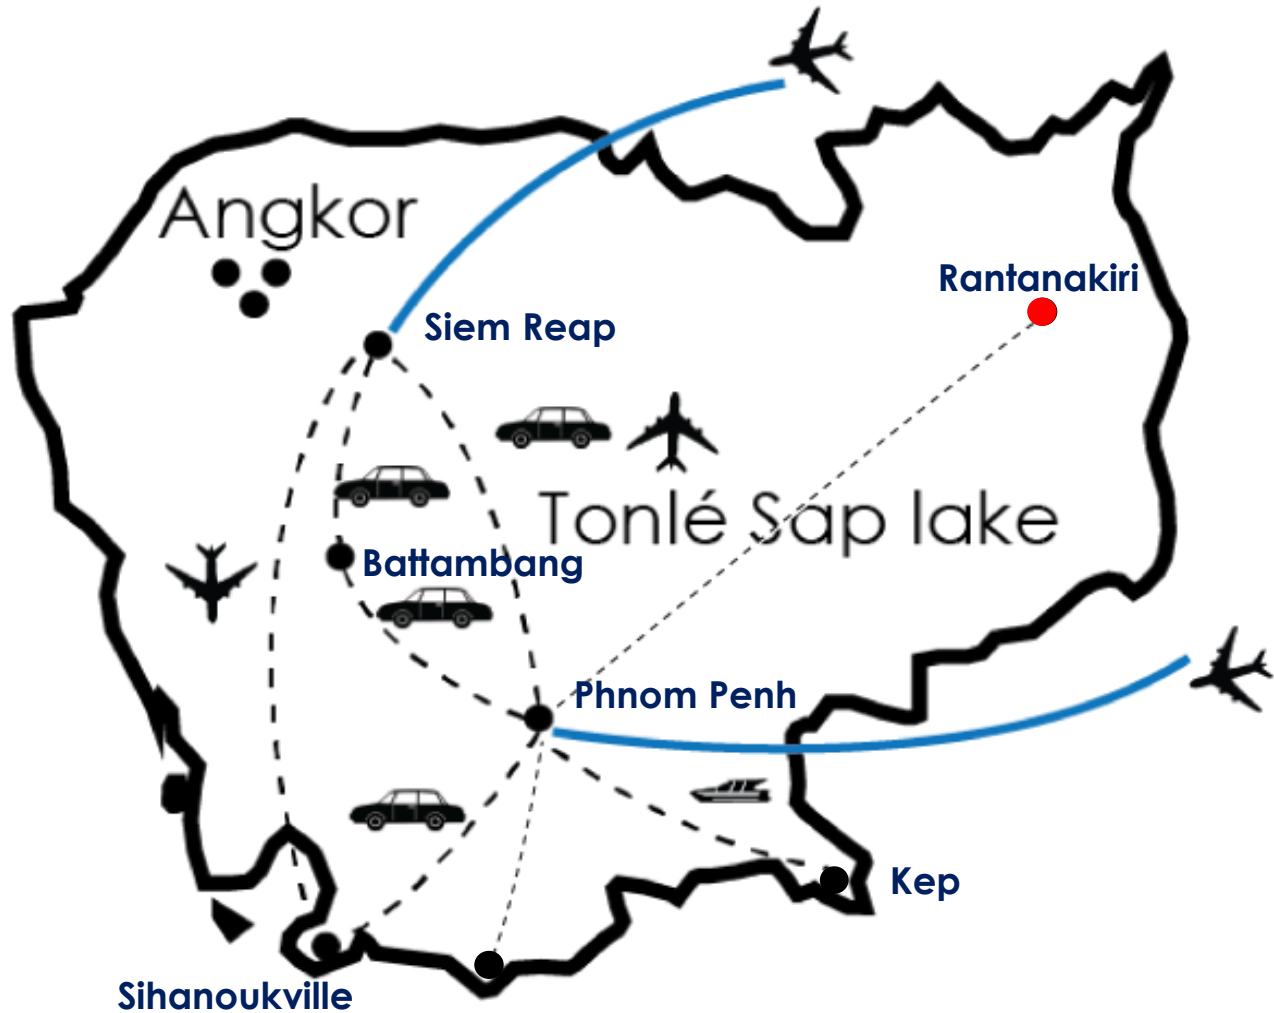 Angkor
Rantanakiri
Siem Reap
Tonlé Sap lake
Battambang
Phnom Penh
Kep
Sihanoukville